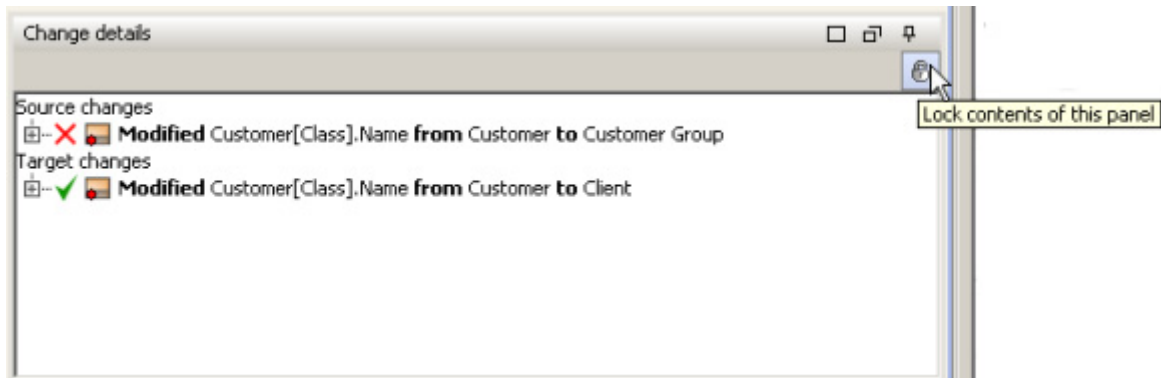 Change details
Lock contents of this panel
Source changes
Modified Customer[Class].Name from Customer to Customer Group
Target changes
Modified Customer[Class].Name from Customer to Client